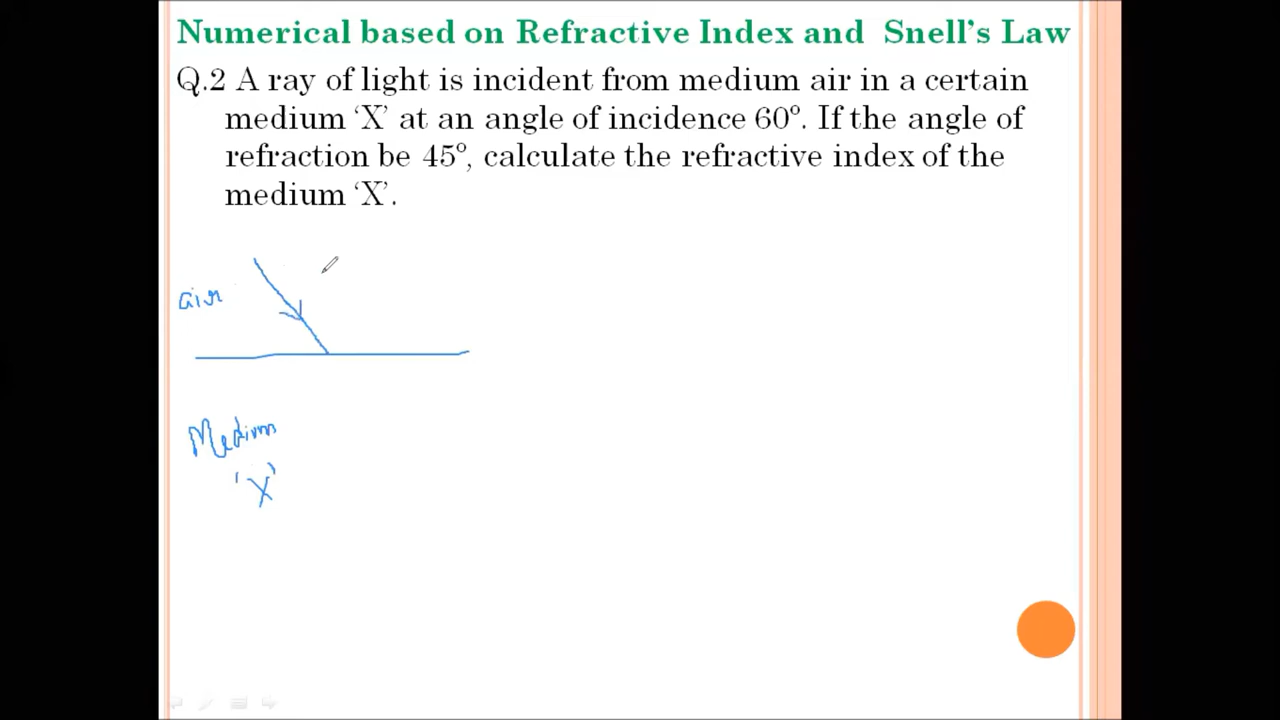 Numerical based on Refractive Index and Snell's Law
Q.2 A ray of light is incident from medium air in a certain
medium 'X' at an angle of incidence 60º. If the angle of
refraction be 45º, calculate the refractive index of the
medium 'X'.
air
Medium
'X'